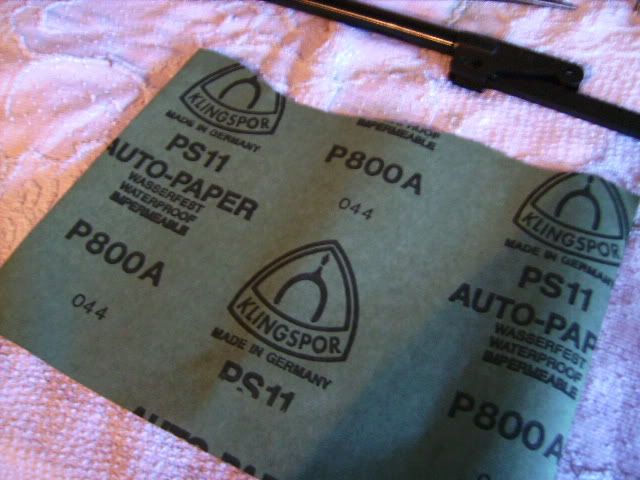 KLINGSPOR
MADE IN GERMANY
PS11
AUTO-PAPER
WASSERFEST
WATERPROOF
IMPERMEABLE
P800A
044
IMPERMEABLE
P800A
044
KLINGSPOR
MADE IN GERMANY
PS11
KLINGSPOR
MADE IN GERMANY
PS11
AUTO-PAP
WASSERFEST
WATERPROOF
IMPERMEABLE
P800A